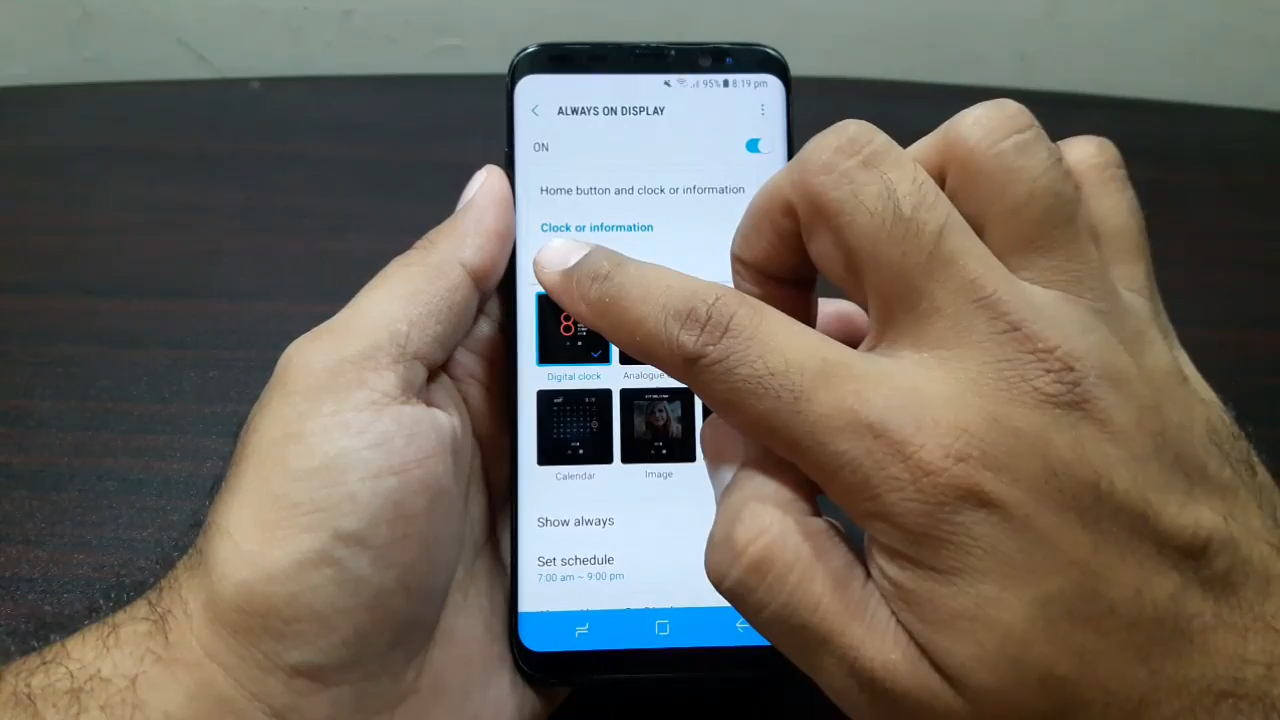 95% 8:19 pm
ALWAYS ON DISPLAY
ON
Home button and clock or information
Clock or information
8
Digital clock Analogue
Calendar Image
Show always
Set schedule
7:00 am ~ 9:00 pm